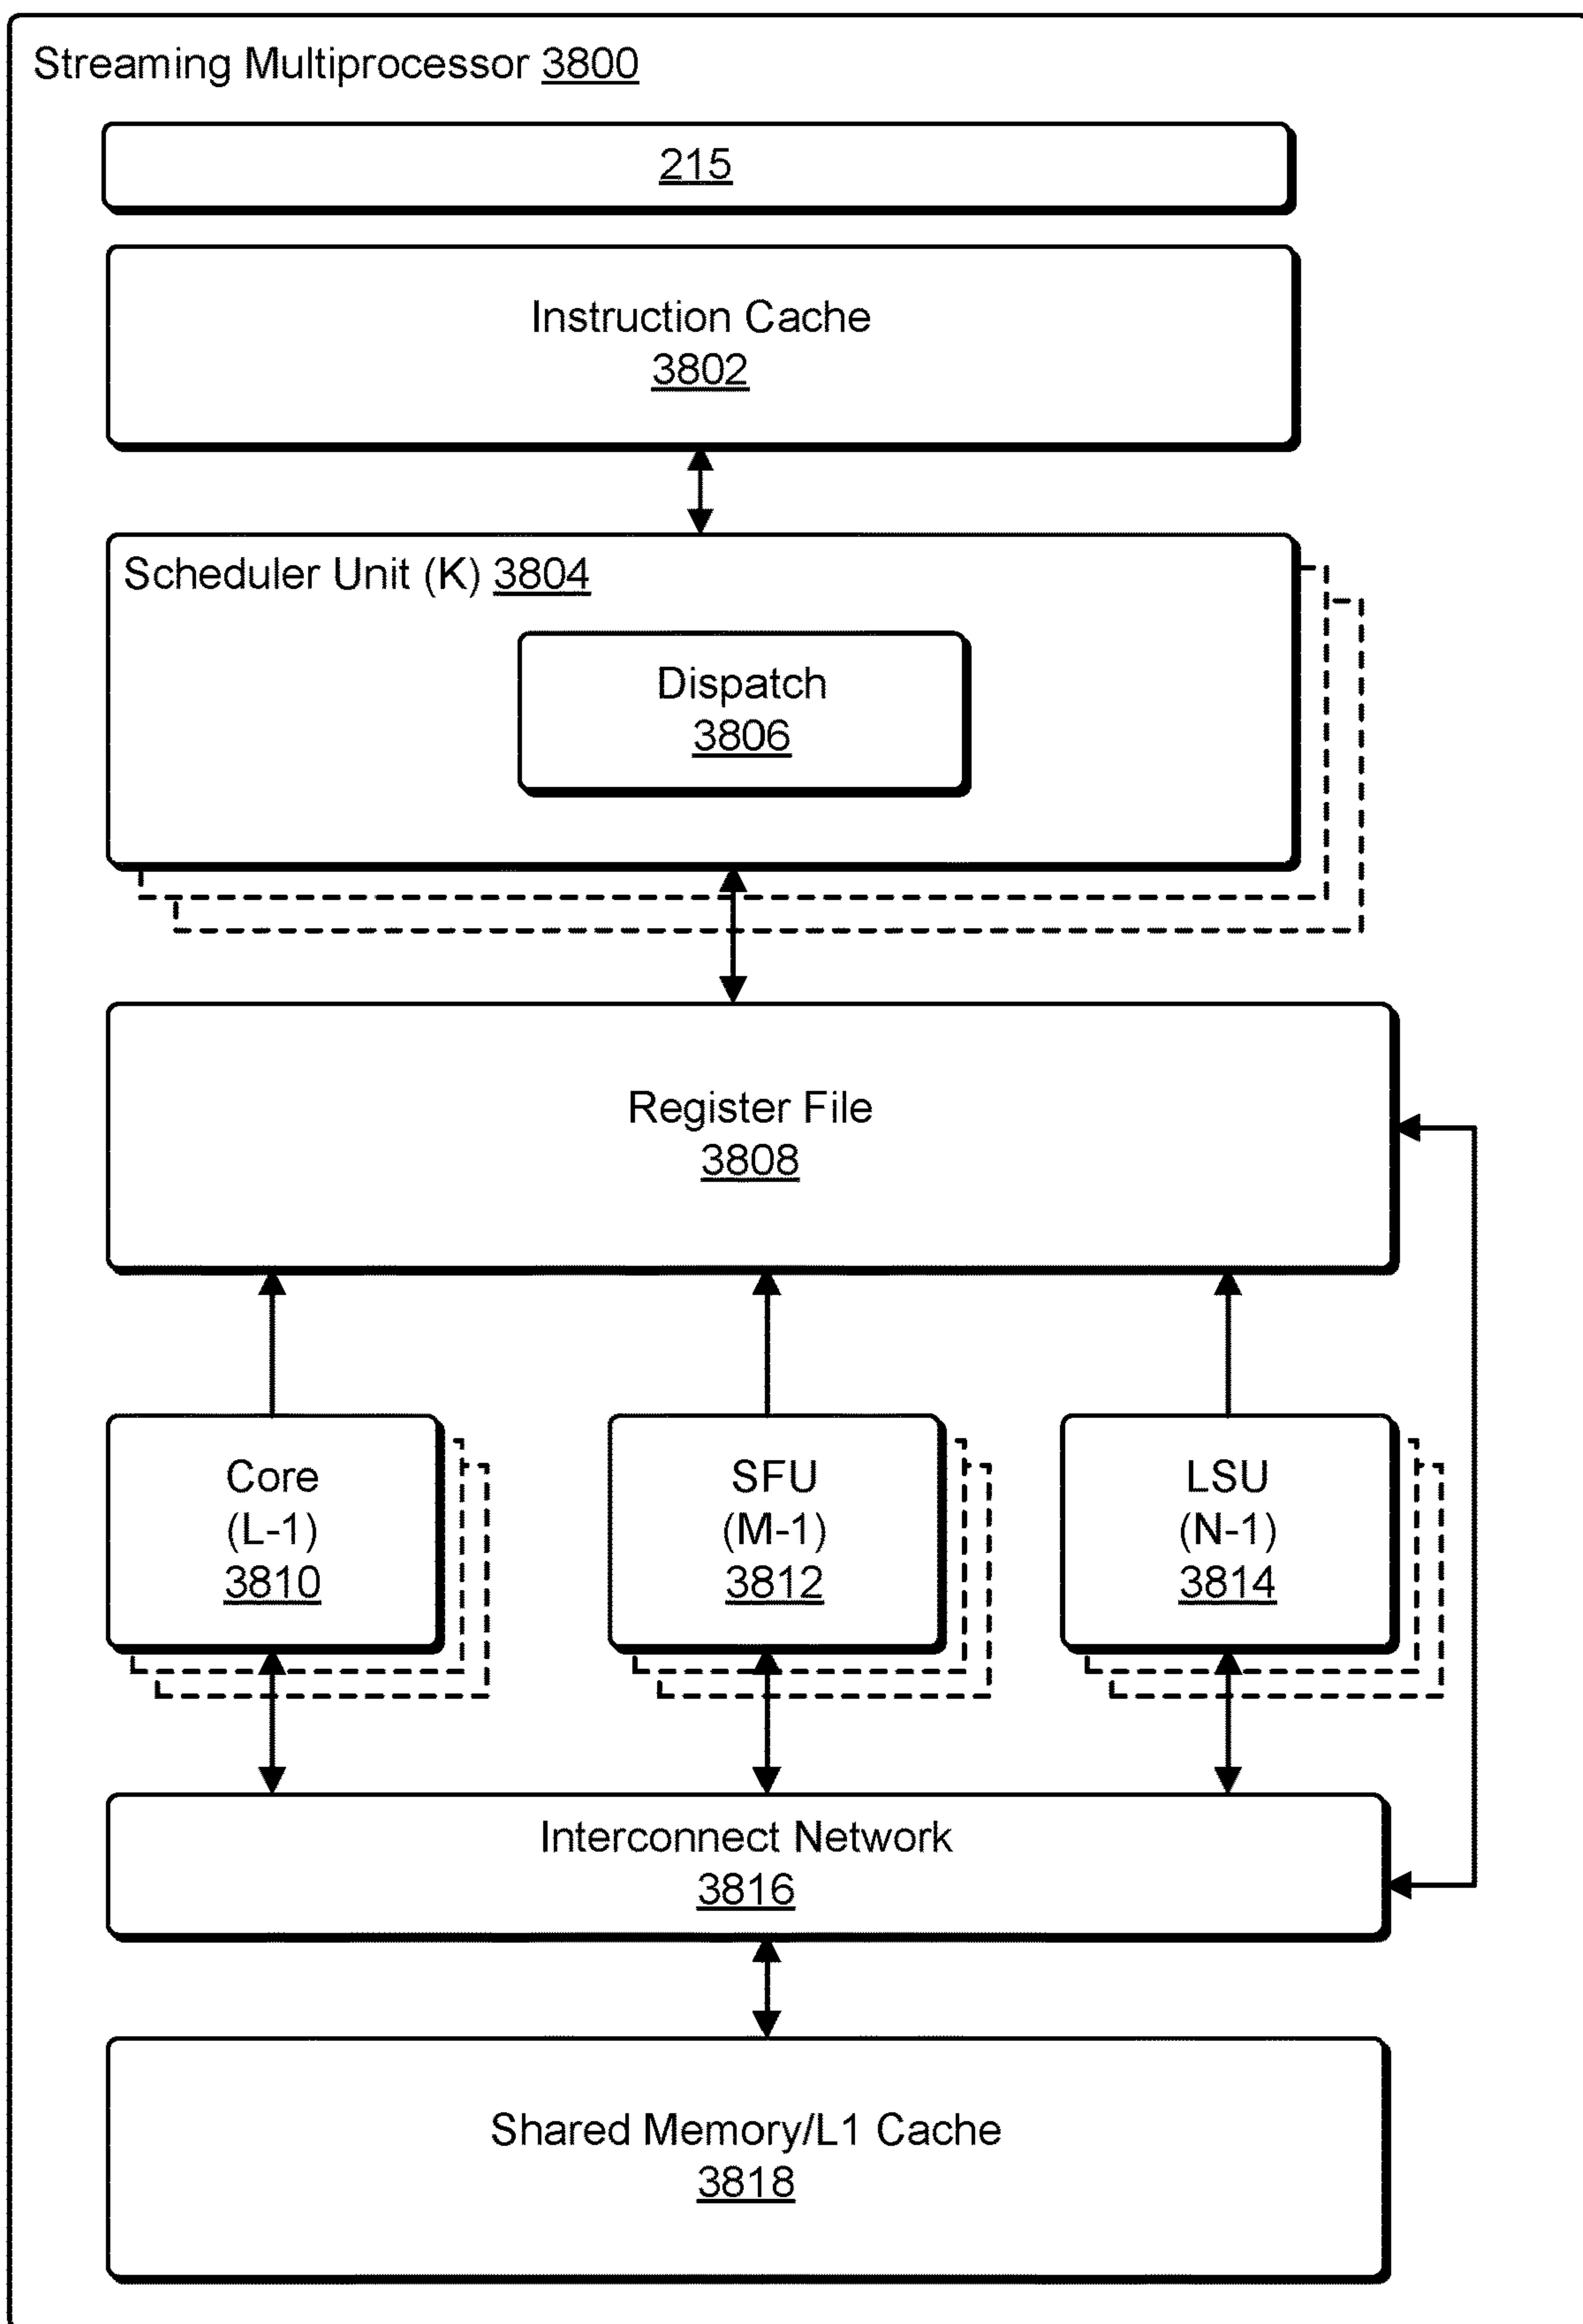 Streaming Multiprocessor 3800
215
Instruction Cache
3802
Scheduler Unit (K) 3804
Dispatch
3806
Register File
3808
Core
(L-1)
3810
SFU
(M-1)
3812
LSU
(N-1)
3814
Interconnect Network
3816
Shared Memory/L1 Cache
3818